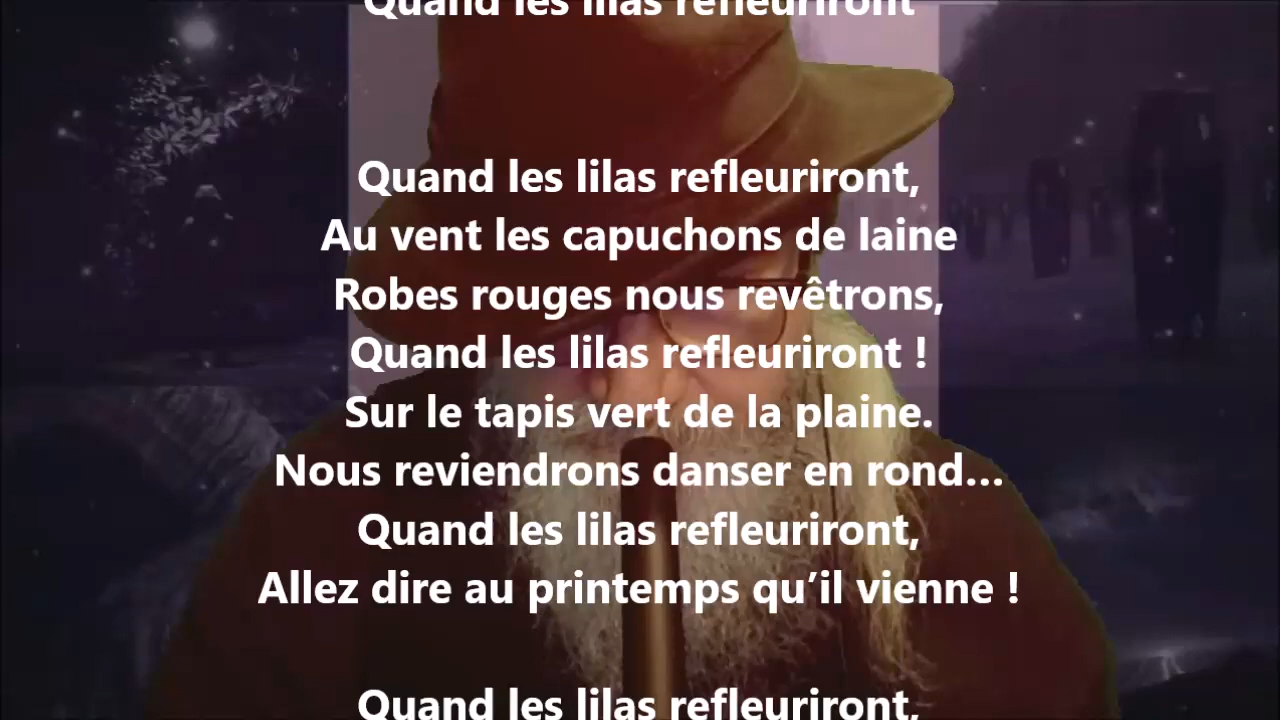 Quand les lilas refleuriront
Quand les lilas refleuriront,
Au vent les capuchons de laine
Robes rouges nous revêtrons,
Quand les lilas refleuriront !
Sur le tapis vert de la plaine.
Nous reviendrons danser en rond...
Quand les lilas refleuriront,
Allez dire au printemps qu’il vienne !
Quand les lilas refleuriront,